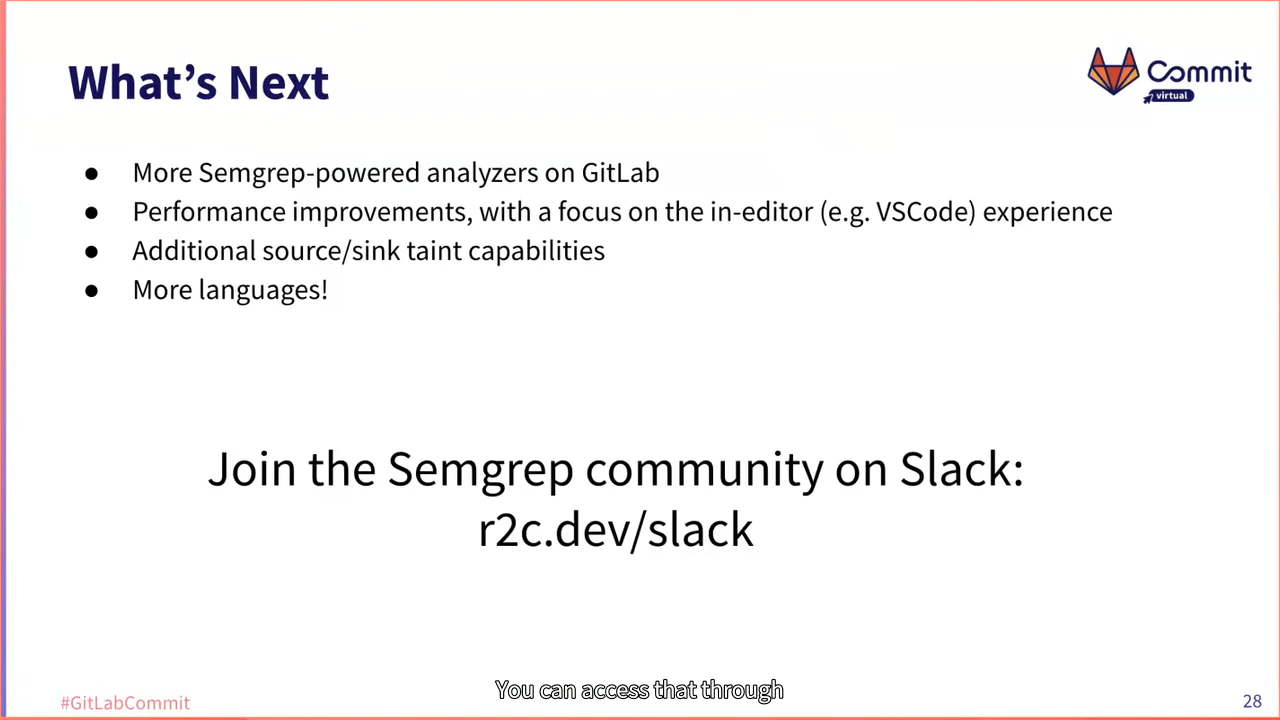 What's Next
Commit
virtual
● More Semgrep-powered analyzers on GitLab
● Performance improvements, with a focus on the in-editor (e.g. VSCode) experience
● Additional source/sink taint capabilities
● More languages!
Join the Semgrep community on Slack:
r2c.dev/slack
You can access that through
#GitLabCommit
28